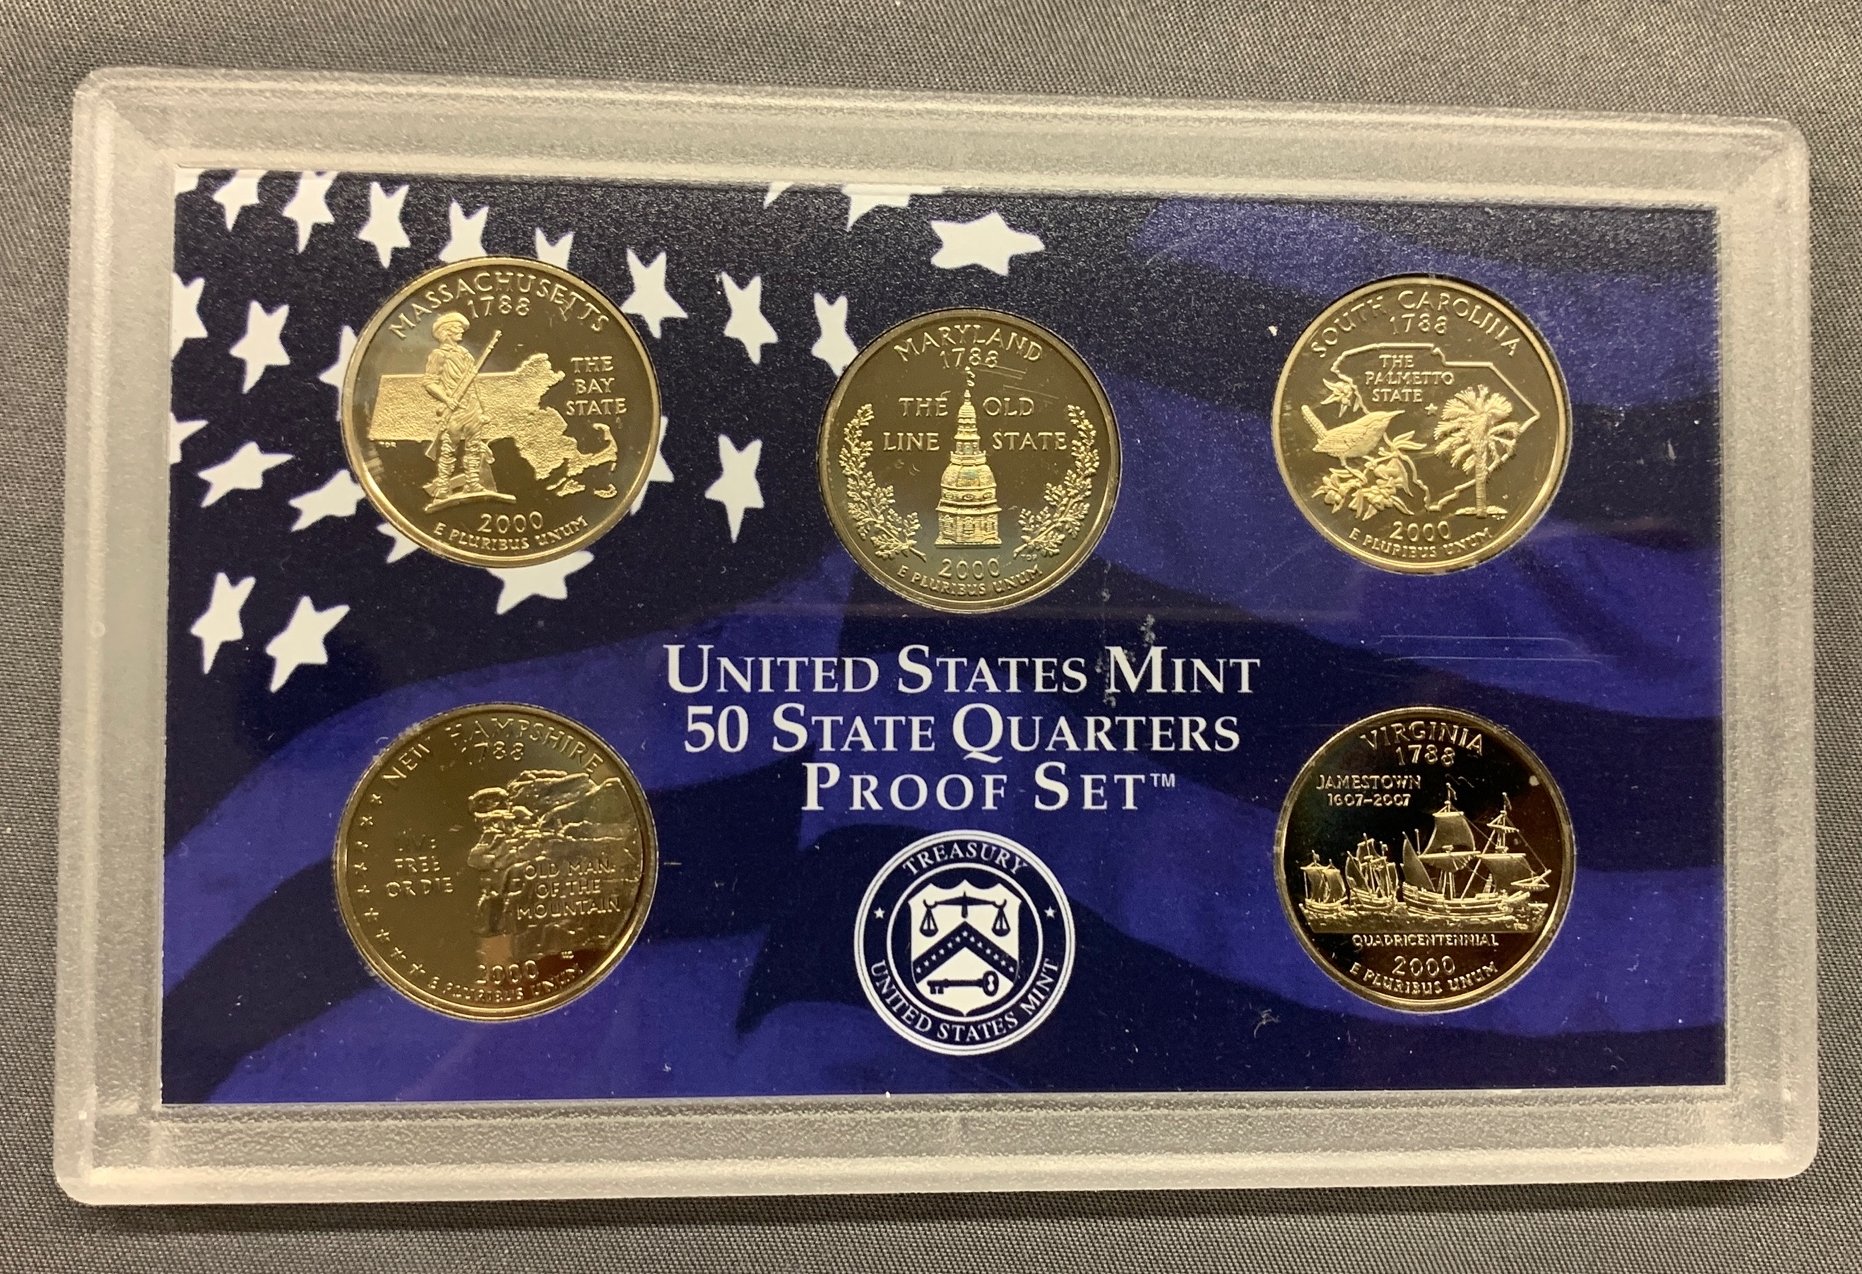 MASSACHUSETTS
1788
THE
BAY
STATE
2000
E PLURIBUS UNUM
MARYLAND
1788
THE OLD
LINE STATE
2000
E PLURIBUS UNUM
SOUTH CAROLINA
1788
THE
PALMETTO
STATE
2000
E PLURIBUS UNUM
UNITED STATES MINT
50 STATE QUARTERS
PROOF SET™
NEW HAMPSHIRE
1788
LIVE
FREE
OR DIE
OLD MAN
OF THE
MOUNTAIN
2000
E PLURIBUS UNUM
TREASURY
UNITED STATES MINT
VIRGINIA
1788
JAMESTOWN
1607-2007
QUADRICENTENNIAL
2000
E PLURIBUS UNUM